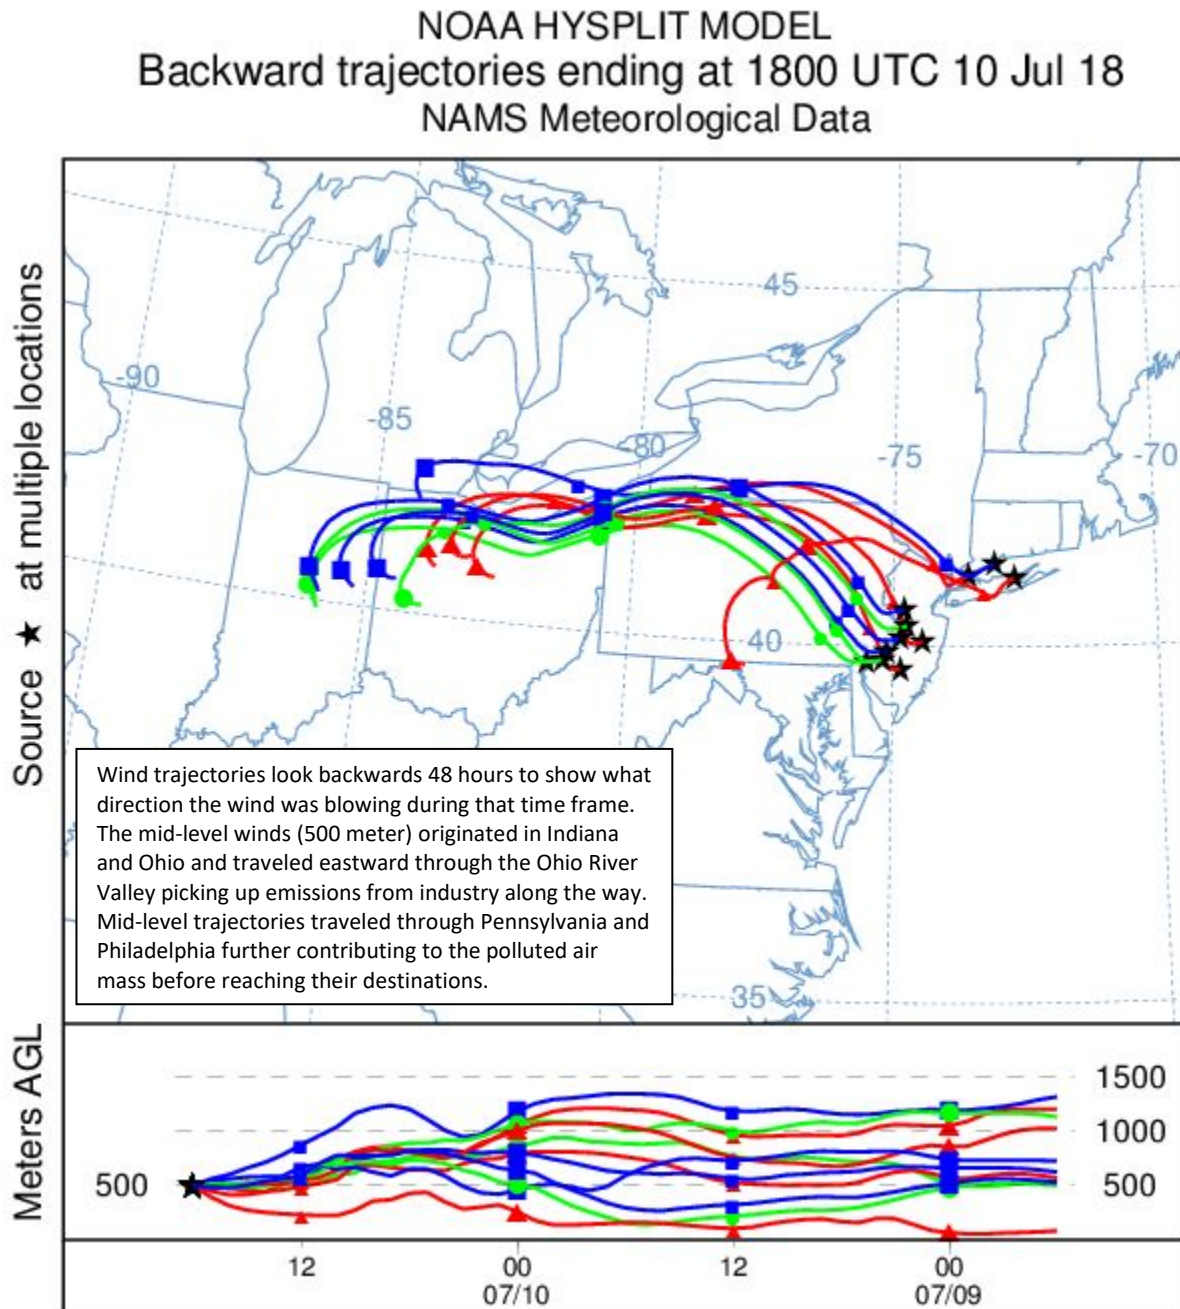 NOAA HYSPLIT MODEL
Backward trajectories ending at 1800 UTC 10 Jul 18
NAMS Meteorological Data
Source ★ at multiple locations
45
-90
-85
-80
-75
-70
40
35
Wind trajectories look backwards 48 hours to show what
direction the wind was blowing during that time frame.
The mid-level winds (500 meter) originated in Indiana
and Ohio and traveled eastward through the Ohio River
Valley picking up emissions from industry along the way.
Mid-level trajectories traveled through Pennsylvania and
Philadelphia further contributing to the polluted air
mass before reaching their destinations.
Meters AGL
1500
1000
500
500
12
00
12
00
07/10
07/09